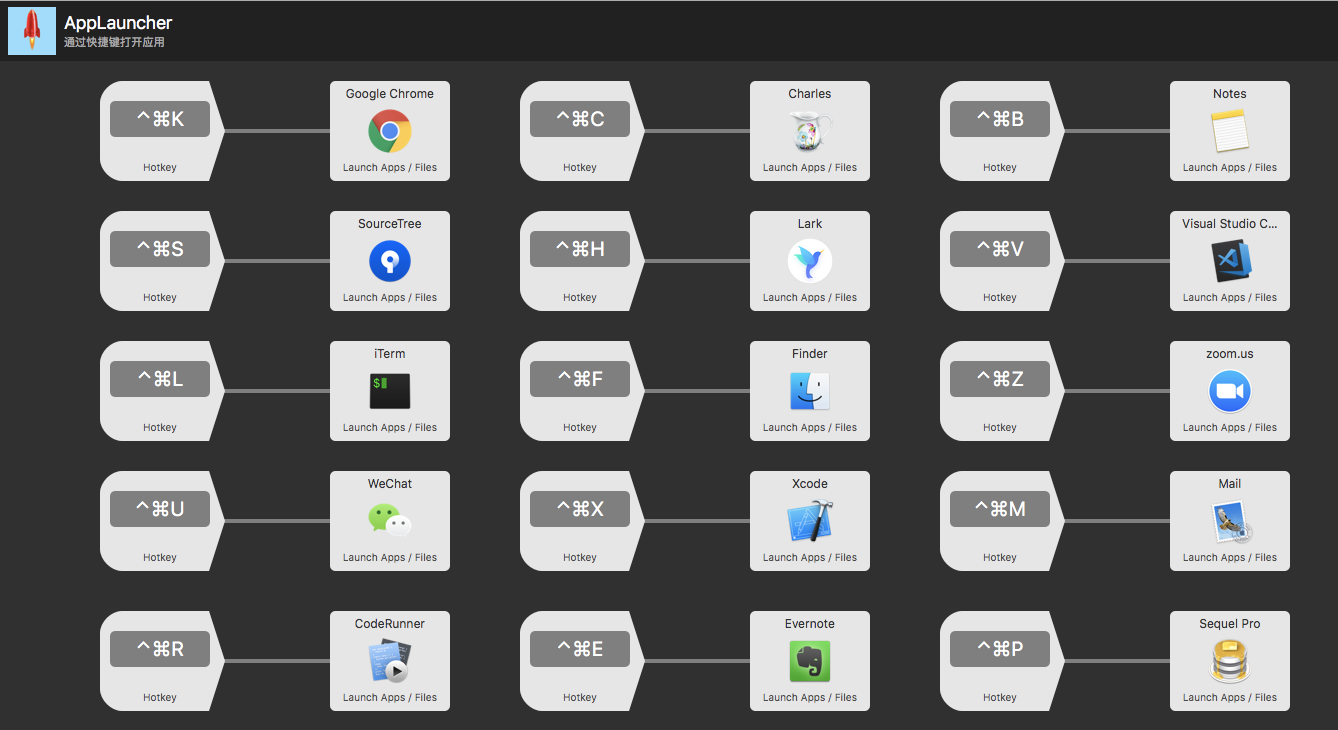 AppLauncher
通过快捷键打开应用
^⌘K
Hotkey
Google Chrome
Launch Apps / Files
^⌘C
Hotkey
Charles
Launch Apps / Files
^⌘B
Hotkey
Notes
Launch Apps / Files
^⌘S
Hotkey
SourceTree
Launch Apps / Files
^⌘H
Hotkey
Lark
Launch Apps / Files
^⌘V
Hotkey
Visual Studio C...
Launch Apps / Files
^⌘L
Hotkey
iTerm
$
Launch Apps / Files
^⌘F
Hotkey
Finder
Launch Apps / Files
^⌘Z
Hotkey
zoom.us
Launch Apps / Files
^⌘U
Hotkey
WeChat
Launch Apps / Files
^⌘X
Hotkey
Xcode
Launch Apps / Files
^⌘M
Hotkey
Mail
Launch Apps / Files
^⌘R
Hotkey
CodeRunner
Launch Apps / Files
^⌘E
Hotkey
Evernote
Launch Apps / Files
^⌘P
Hotkey
Sequel Pro
Launch Apps / Files